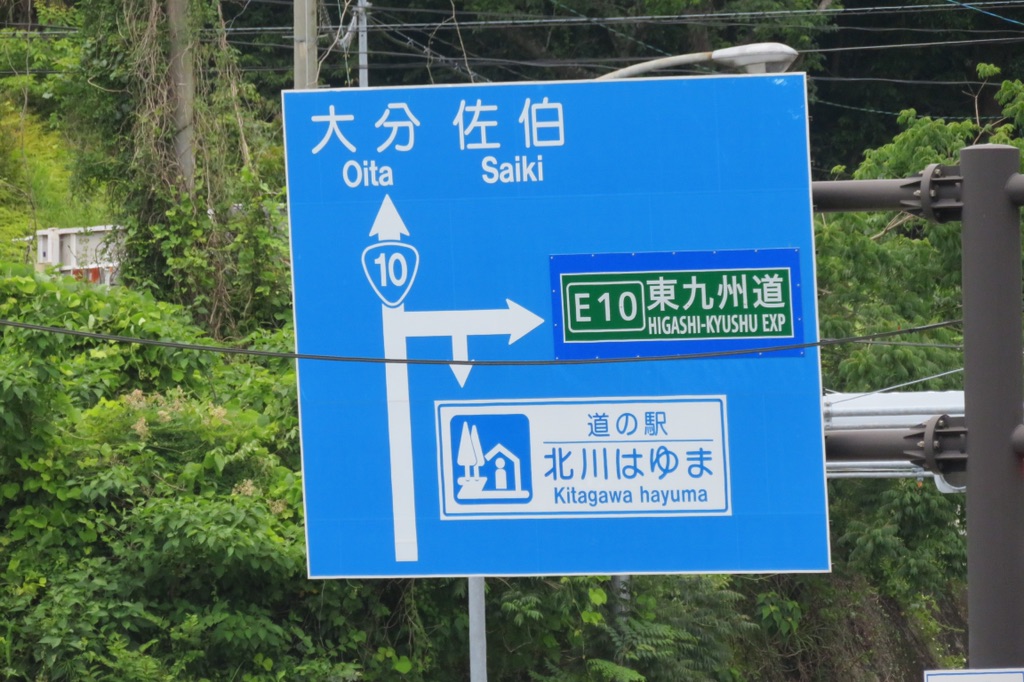 大分 佐伯
Oita Saiki
10
E10 東九州道
HIGASHI-KYUSHU EXP
道の駅
北川はゆま
Kitagawa hayuma